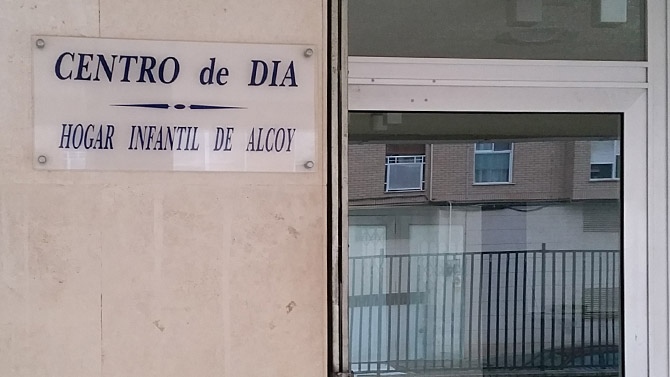 CENTRO de DIA
HOGAR INFANTIL DE ALCOY